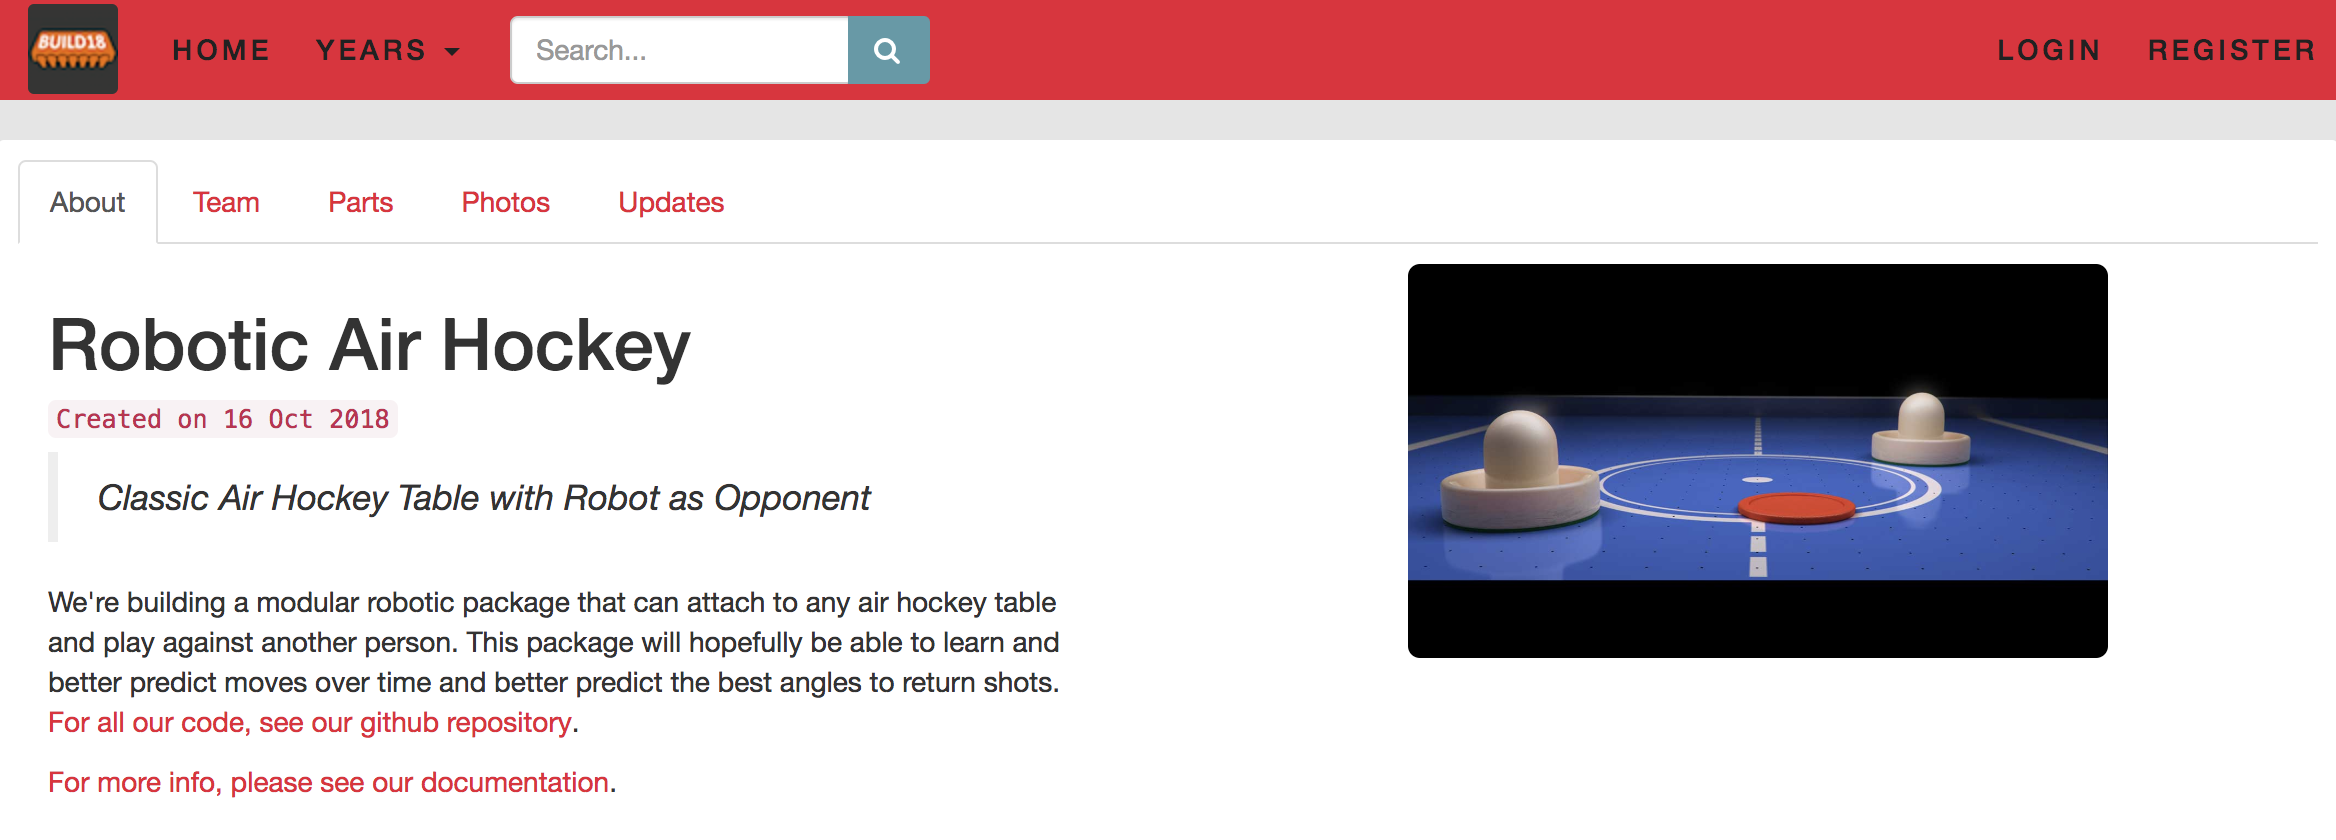 BUILD18
HOME
YEARS
Search...
LOGIN
REGISTER
About
Team
Parts
Photos
Updates
Robotic Air Hockey
Created on 16 Oct 2018
Classic Air Hockey Table with Robot as Opponent
We're building a modular robotic package that can attach to any air hockey table
and play against another person. This package will hopefully be able to learn and
better predict moves over time and better predict the best angles to return shots.
For all our code, see our github repository.
For more info, please see our documentation.